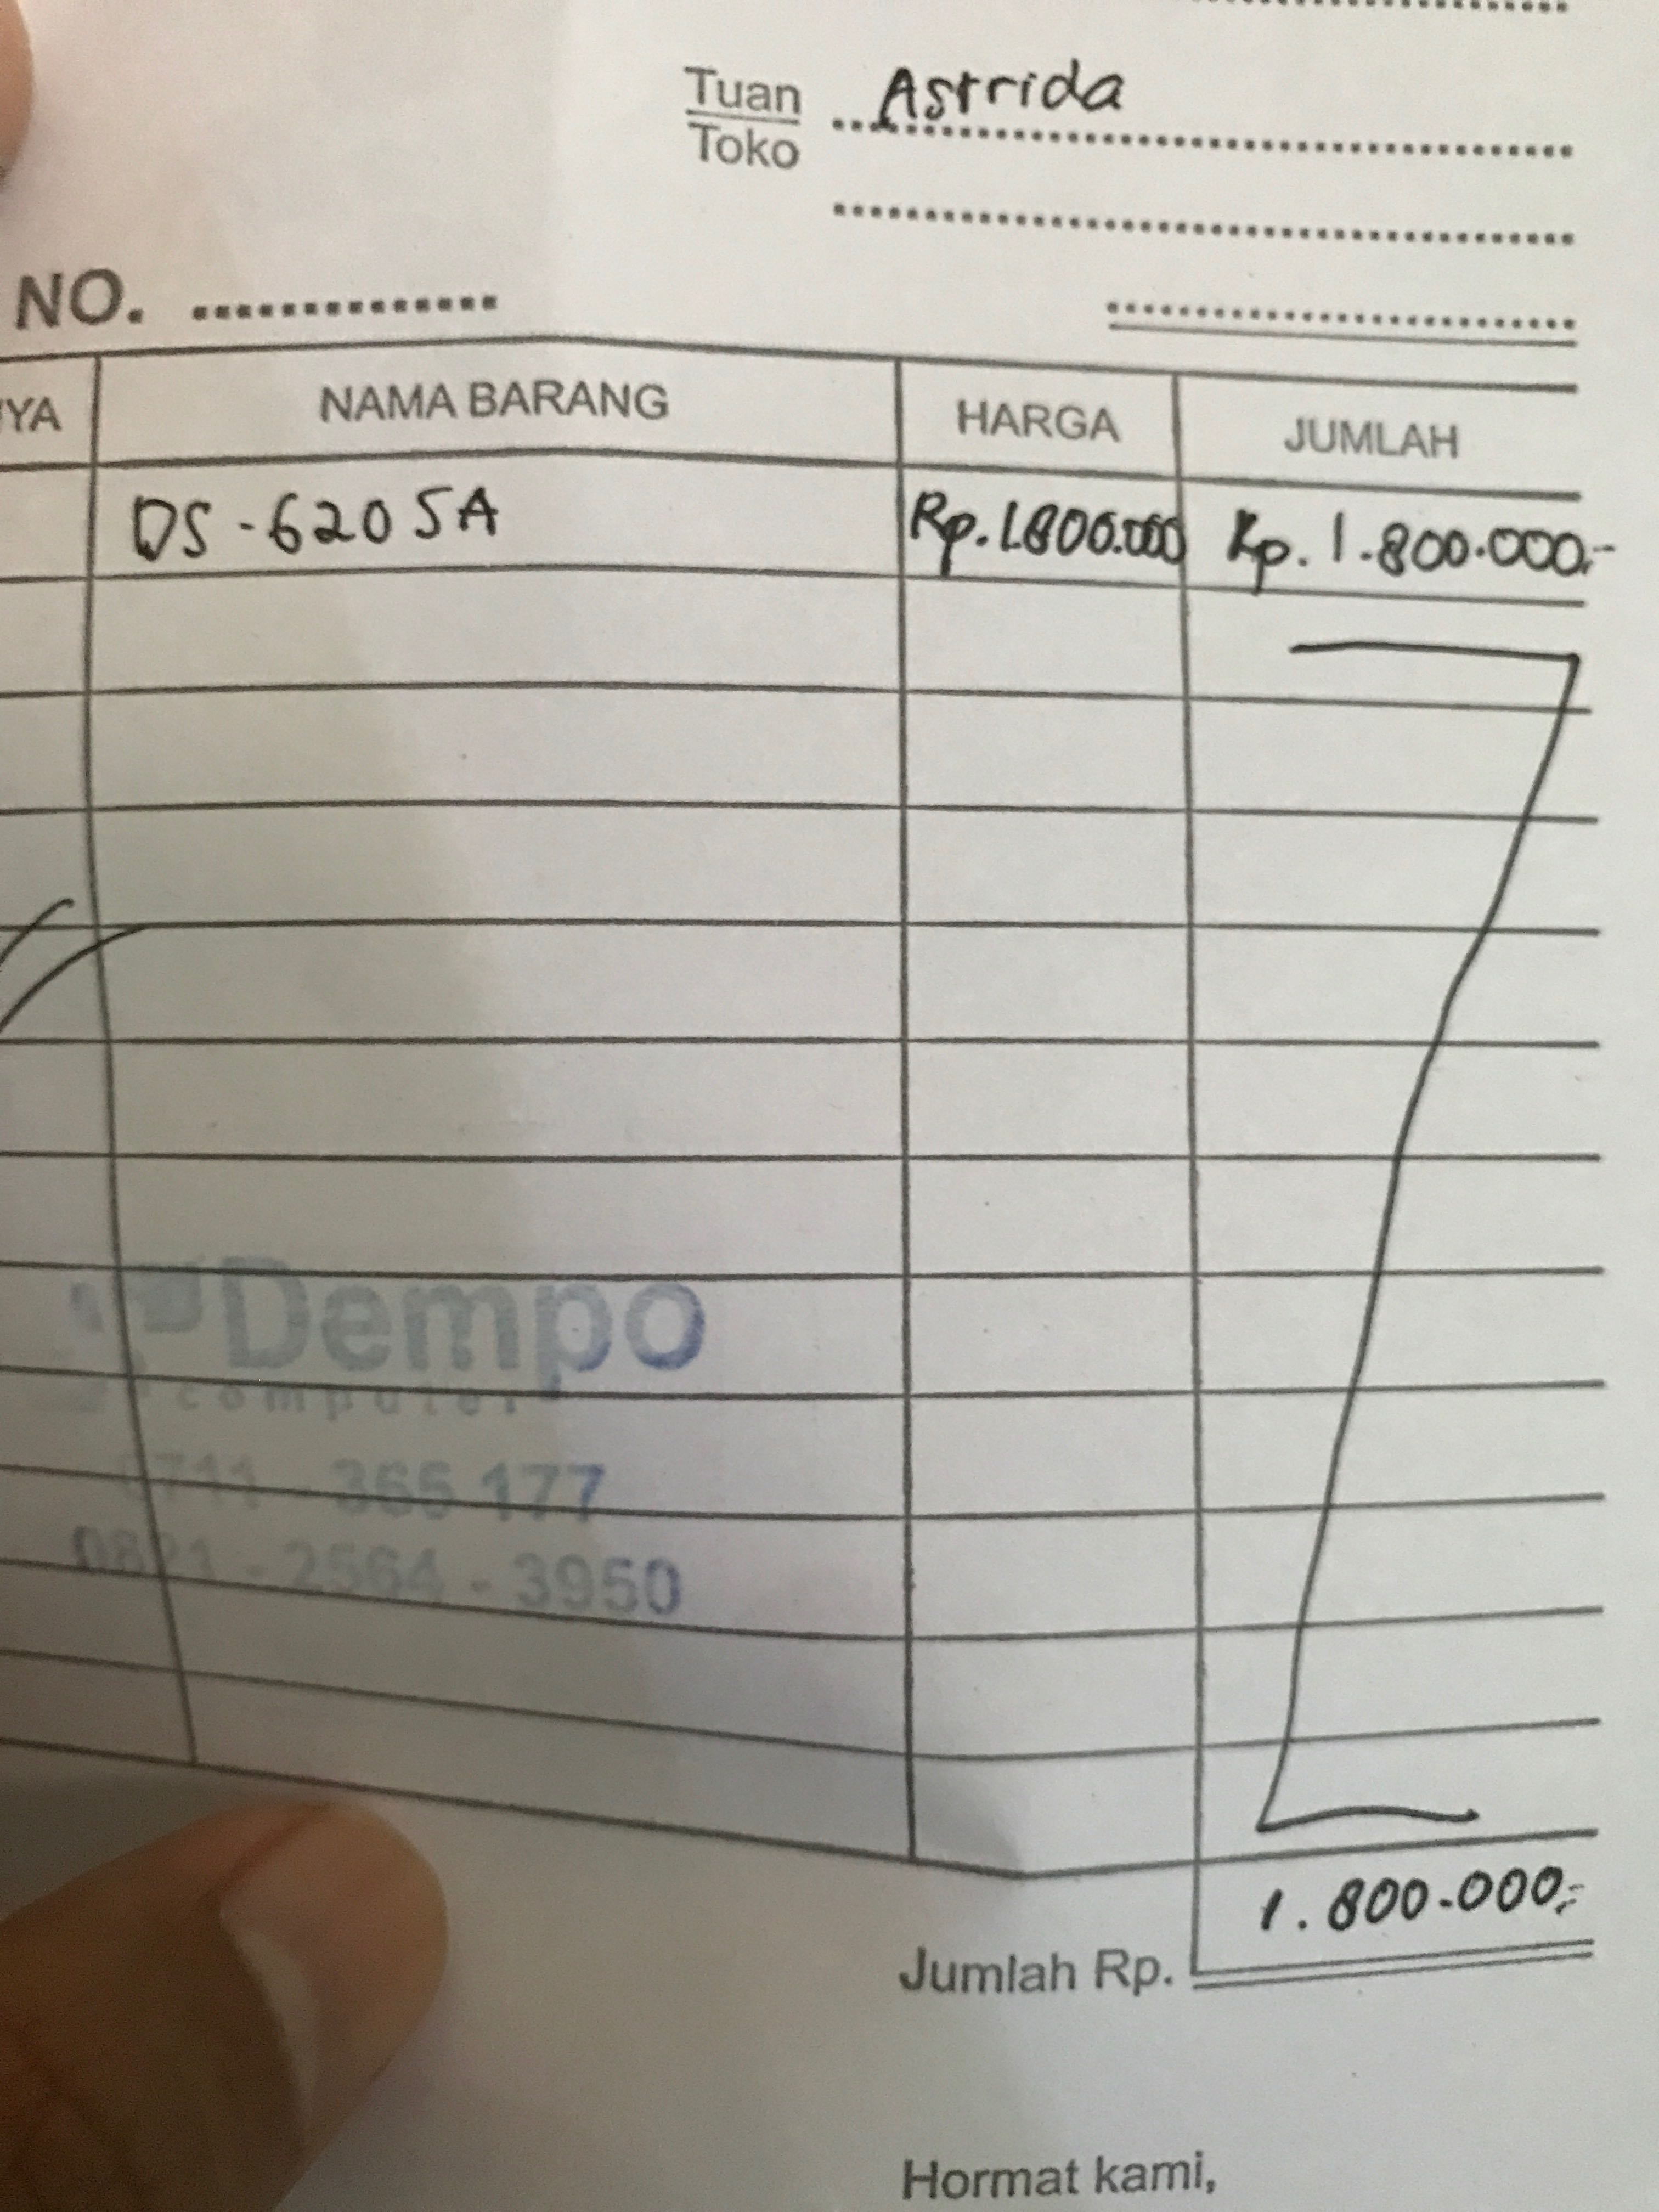 Tuan Astrida
Toko
NO.
YA NAMA BARANG HARGA JUMLAH
DS - 6205A Rp. 1.800.000 Rp. 1.800.000,-
Dempo
computer
0711 - 365 177
0821 - 2564 - 3950
1.800.000,-
Jumlah Rp.
Hormat kami,